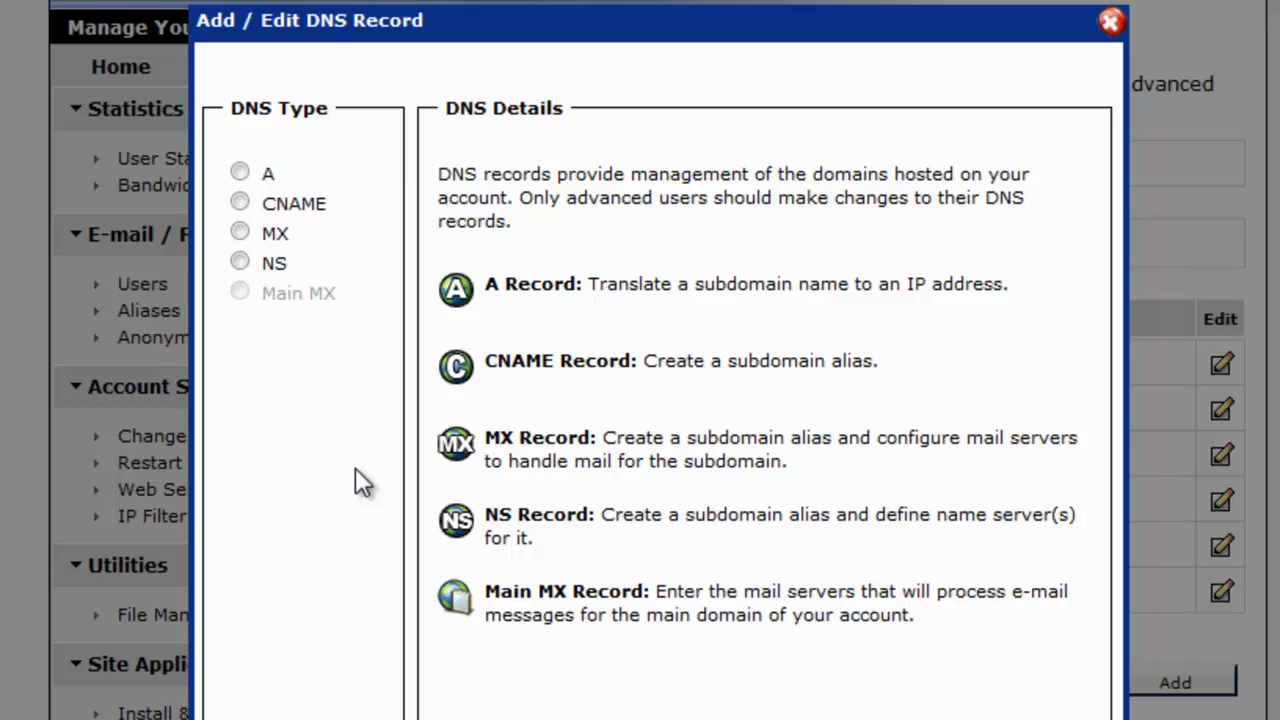 Add / Edit DNS Record
Manage You
Home
dvanced
Statistics
DNS Type
DNS Details
User Sta
Bandwid
A
CNAME
MX
NS
Main MX
DNS records provide management of the domains hosted on your
account. Only advanced users should make changes to their DNS
records.
E-mail / F
Users
Aliases
Anonym
A
A Record: Translate a subdomain name to an IP address.
Edit
C
CNAME Record: Create a subdomain alias.
Account S
Change
Restart
Web Se
IP Filter
MX
MX Record: Create a subdomain alias and configure mail servers
to handle mail for the subdomain.
NS
NS Record: Create a subdomain alias and define name server(s)
for it.
Utilities
File Man
Main MX Record: Enter the mail servers that will process e-mail
messages for the main domain of your account.
Site Appli
Install &
Add